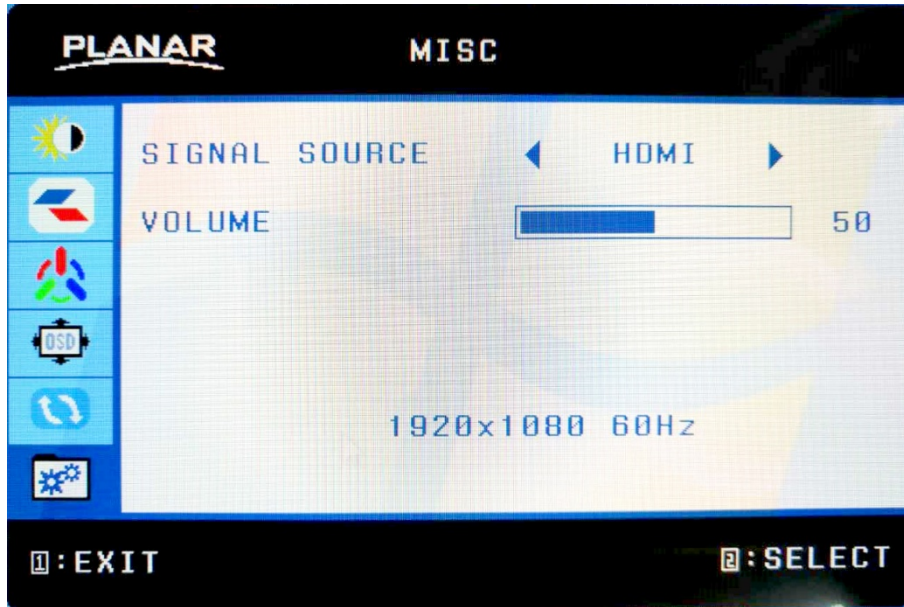 PLANAR
MISC
SIGNAL SOURCE HDMI
VOLUME 50
OSD
1920x1080 60Hz
1:EXIT
2:SELECT